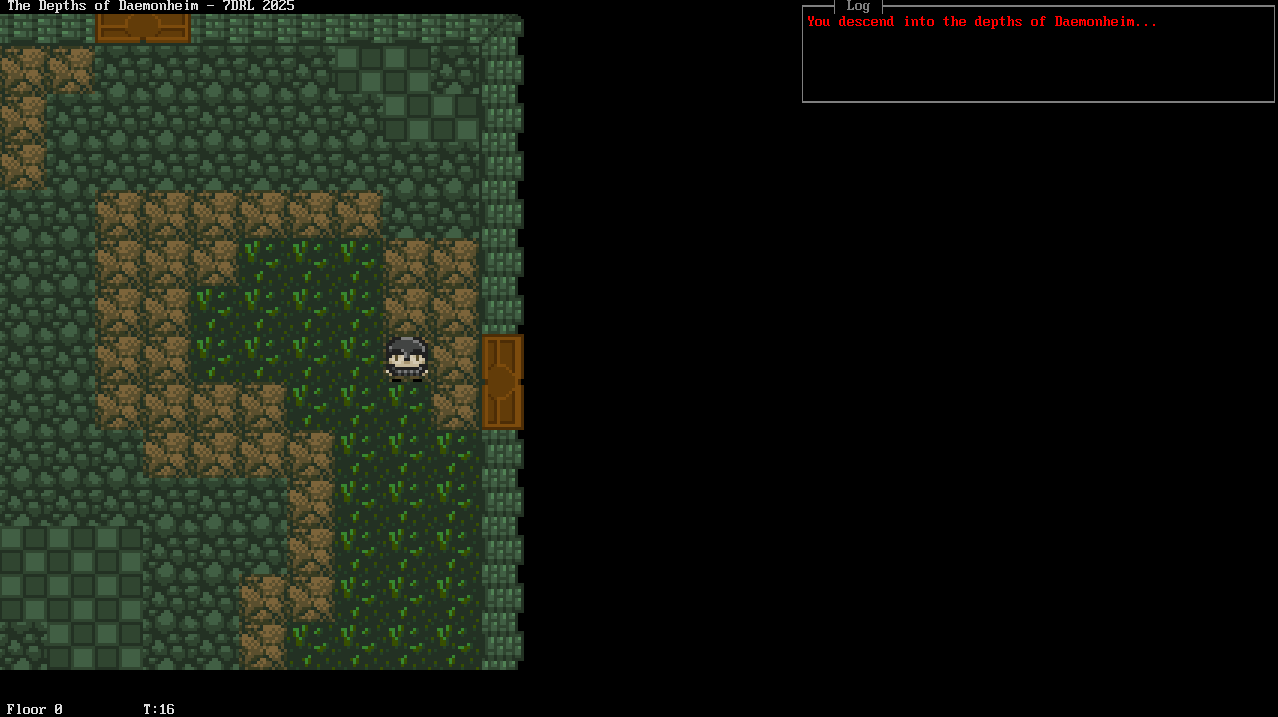 The Depths of Daemonheim - 7DRL 2025
Log
You descend into the depths of Daemonheim...
Floor 0
T:16